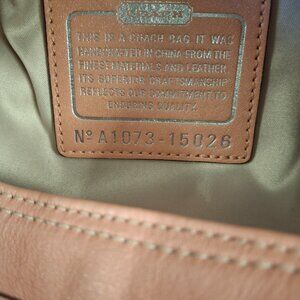 THIS IS A COACH BAG. IT WAS
HANDCRAFTED IN CHINA FROM THE
FINEST MATERIALS AND LEATHER
ITS SUPERIOR CRAFTSMANSHIP
REFLECTS OUR COMMITMENT TO
ENDURING QUALITY.
Nº A1073-15026